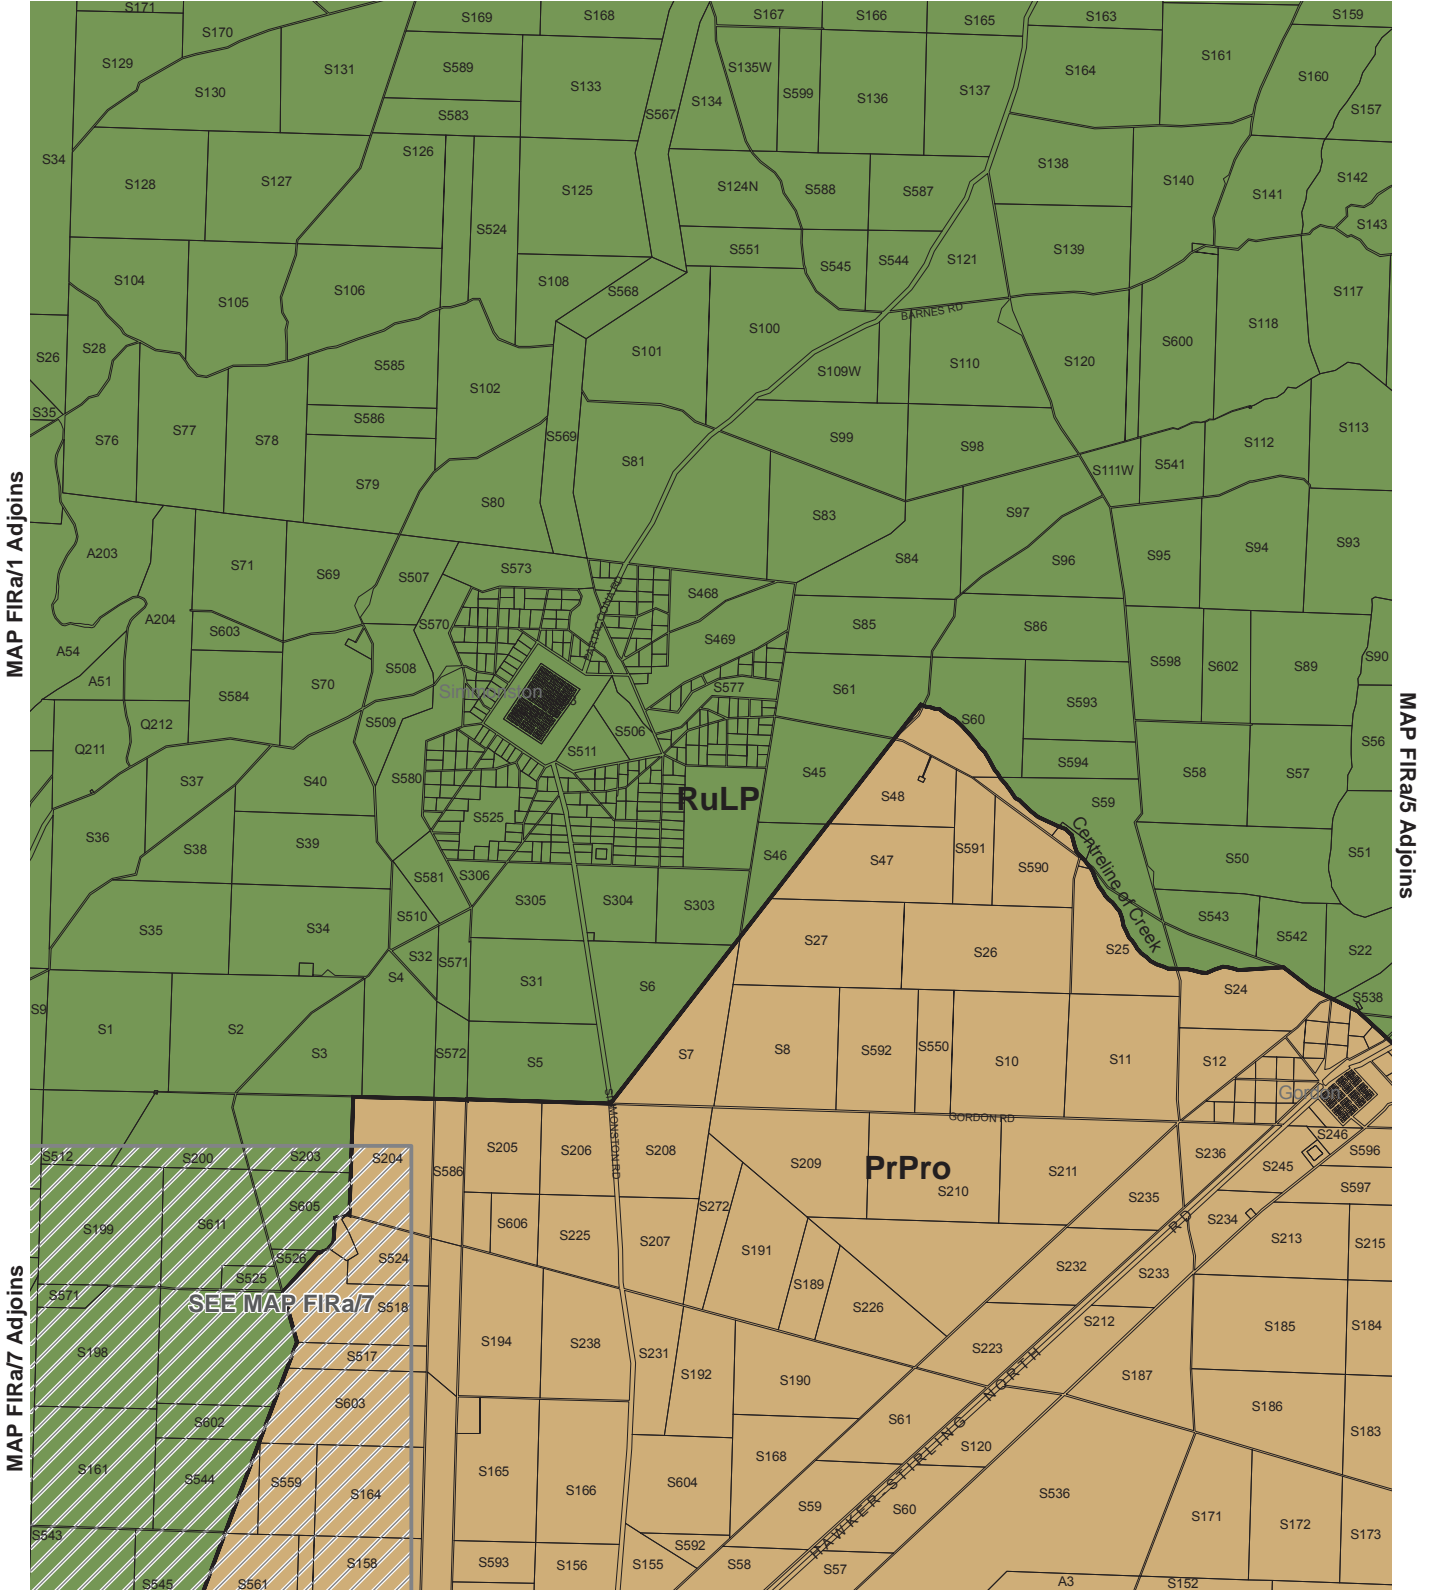 S171
S170
S169
S168
S167
S166
S165
S163
S159
S129
S130
S131
S589
S583
S133
S567
S134
S135W
S599
S136
S137
S164
S161
S160
S157
S34
S128
S127
S126
S125
S524
S124N
S588
S587
S138
S140
S141
S142
S143
S551
S545
S544
S121
S139
S104
S105
S106
S108
S568
S100
BARNES RD
S117
S118
S600
S120
S110
S109W
S101
S26
S28
S585
S102
S586
S35
S76
S77
S78
S79
S80
S569
S81
S99
S98
S111W
S541
S112
S113
S83
S84
S97
S96
S95
S94
S93
MAP FIRa/1 Adjoins
A203
S71
S69
S507
S573
S468
PARTACOONA RD
A204
S603
S570
S469
S85
S86
A54
A51
S584
S70
S508
Simmonston
S577
S61
S598
S602
S89
S90
S593
S60
Q212
Q211
S509
S506
S511
S594
S56
S58
S57
MAP FIRa/5 Adjoins
S37
S40
S580
RuLP
S45
S48
S59
S525
Centreline of Creek
S36
S38
S39
S46
S47
S591
S590
S50
S51
S581
S306
S305
S304
S303
S510
S35
S34
S27
S26
S25
S543
S542
S22
S32
S571
S4
S31
S6
S24
S538
S9
S1
S2
S3
S572
S5
S7
S8
S592
S550
S10
S11
S12
Gordon
GORDON RD
SIMMONSTON RD
S512
S200
S203
S204
S586
S205
S206
S208
S209
PrPro
S210
S211
S236
S235
S245
S246
S596
S597
S199
S611
S605
S526
S525
S524
S606
S225
S207
S272
S191
S189
S226
S232
S233
S234
S213
S215
S571
SEE MAP FIRa/7
S518
S198
S517
S194
S238
S231
S192
S190
S223
S212
S187
S185
S184
S186
S183
MAP FIRa/7 Adjoins
S603
S602
S61
S120
HAWKER-STIRLING NORTH RD
S161
S544
S559
S164
S165
S166
S604
S168
S59
S60
S536
S171
S172
S173
S543
S545
S561
S158
S593
S156
S155
S592
S58
S57
A3
S152